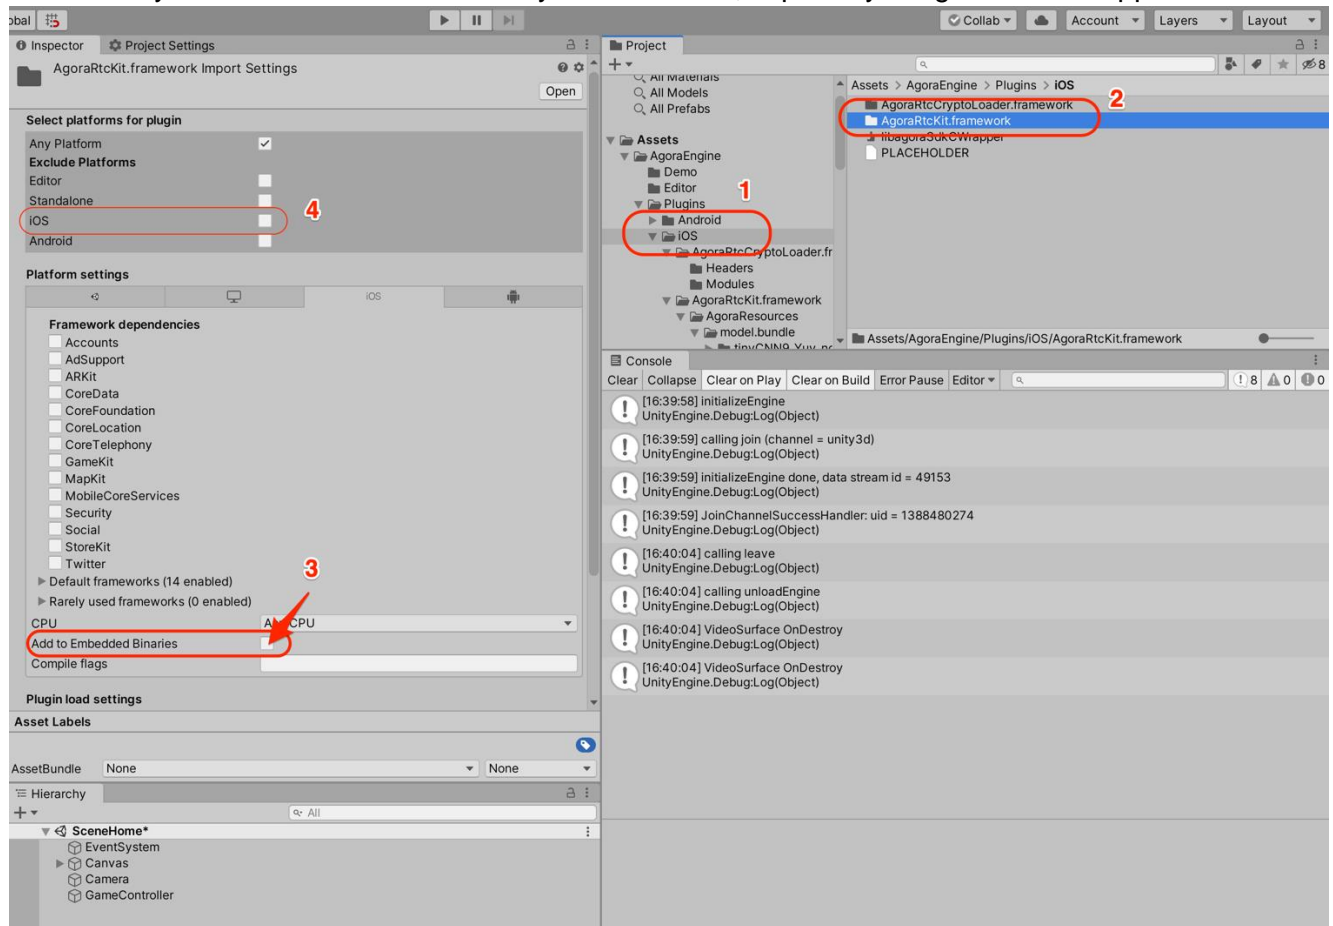 obal
Collab
Account
Layers
Layout
Inspector
Project Settings
AgoraRtcKit.framework Import Settings
Open
Select platforms for plugin
Any Platform
Exclude Platforms
Editor
Standalone
iOS
4
Android
Platform settings
iOS
Framework dependencies
Accounts
AdSupport
ARKit
CoreData
CoreFoundation
CoreLocation
CoreTelephony
GameKit
MapKit
MobileCoreServices
Security
Social
StoreKit
Twitter
3
Default frameworks (14 enabled)
Rarely used frameworks (0 enabled)
CPU
CPU
Add to Embedded Binaries
Compile flags
Plugin load settings
Asset Labels
AssetBundle None None
Hierarchy
All
SceneHome*
EventSystem
Canvas
Camera
GameController
Project
8
All Materials
All Models
All Prefabs
Assets
AgoraEngine
Demo
Editor
1
Plugins
Android
iOS
AgoraRtcCryptoLoader.fr
Headers
Modules
AgoraRtcKit.framework
AgoraResources
model.bundle
Assets > AgoraEngine > Plugins > iOS
2
AgoraRtcCryptoLoader.framework
AgoraRtcKit.framework
libagoraSdkCWrapper
PLACEHOLDER
Assets/AgoraEngine/Plugins/iOS/AgoraRtcKit.framework
Console
Clear Collapse Clear on Play Clear on Build Error Pause Editor 8 0 0
[16:39:58] initializeEngine
UnityEngine.Debug:Log(Object)
[16:39:59] calling join (channel = unity3d)
UnityEngine.Debug:Log(Object)
[16:39:59] initializeEngine done, data stream id = 49153
UnityEngine.Debug:Log(Object)
[16:39:59] JoinChannelSuccessHandler: uid = 1388480274
UnityEngine.Debug:Log(Object)
[16:40:04] calling leave
UnityEngine.Debug:Log(Object)
[16:40:04] calling unloadEngine
UnityEngine.Debug:Log(Object)
[16:40:04] VideoSurface OnDestroy
UnityEngine.Debug:Log(Object)
[16:40:04] VideoSurface OnDestroy
UnityEngine.Debug:Log(Object)